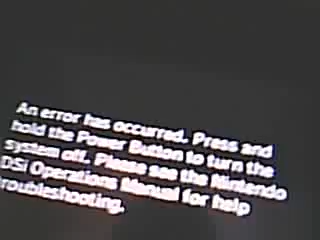 An error has occurred. Press and
hold the Power Button to turn the
system off. Please see the Nintendo
DSi Operations Manual for help
roubleshooting.